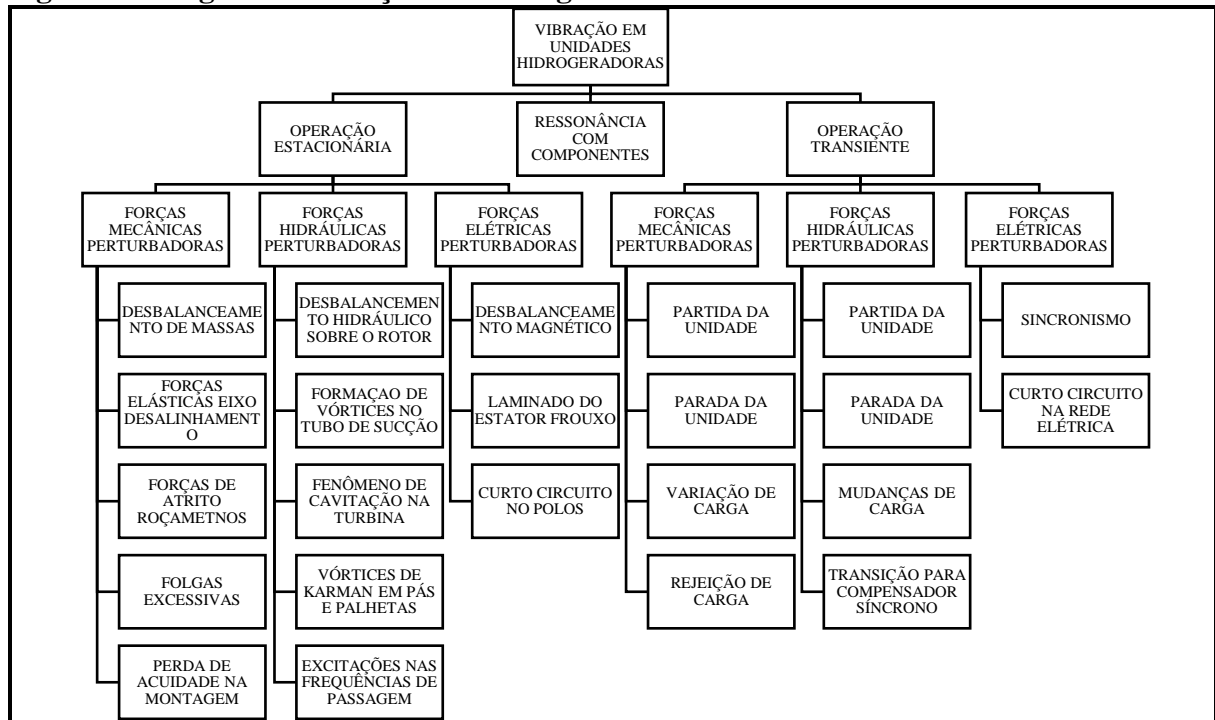 VIBRAÇÃO EM
UNIDADES
HIDROGERADORAS
OPERAÇÃO
ESTACIONÁRIA
RESSONÂNCIA
COM
COMPONENTES
OPERAÇÃO
TRANSIENTE
FORÇAS
MECÂNICAS
PERTURBADORAS
FORÇAS
HIDRÁULICAS
PERTURBADORAS
FORÇAS
ELÉTRICAS
PERTURBADORAS
FORÇAS
MECÂNICAS
PERTURBADORAS
FORÇAS
HIDRÁULICAS
PERTURBADORAS
FORÇAS
ELÉTRICAS
PERTURBADORAS
DESBALANCEAME
NTO DE MASSAS
DESBALANCEMEN
TO HIDRÁULICO
SOBRE O ROTOR
DESBALANCEAME
NTO MAGNÉTICO
PARTIDA DA
UNIDADE
PARTIDA DA
UNIDADE
SINCRONISMO
FORÇAS
ELÁSTICAS EIXO
DESALINHAMENT
O
FORMAÇAO DE
VÓRTICES NO
TUBO DE SUCÇÃO
LAMINADO DO
ESTATOR FROUXO
PARADA DA
UNIDADE
PARADA DA
UNIDADE
CURTO CIRCUITO
NA REDE
ELÉTRICA
FORÇAS DE
ATRITO
ROÇAMETNOS
FENÔMENO DE
CAVITAÇÃO NA
TURBINA
CURTO CIRCUITO
NO POLOS
VARIAÇÃO DE
CARGA
MUDANÇAS DE
CARGA
FOLGAS
EXCESSIVAS
VÓRTICES DE
KARMAN EM PÁS
E PALHETAS
REJEIÇÃO DE
CARGA
TRANSIÇÃO PARA
COMPENSADOR
SÍNCRONO
PERDA DE
ACUIDADE NA
MONTAGEM
EXCITAÇÕES NAS
FREQUÊNCIAS DE
PASSAGEM